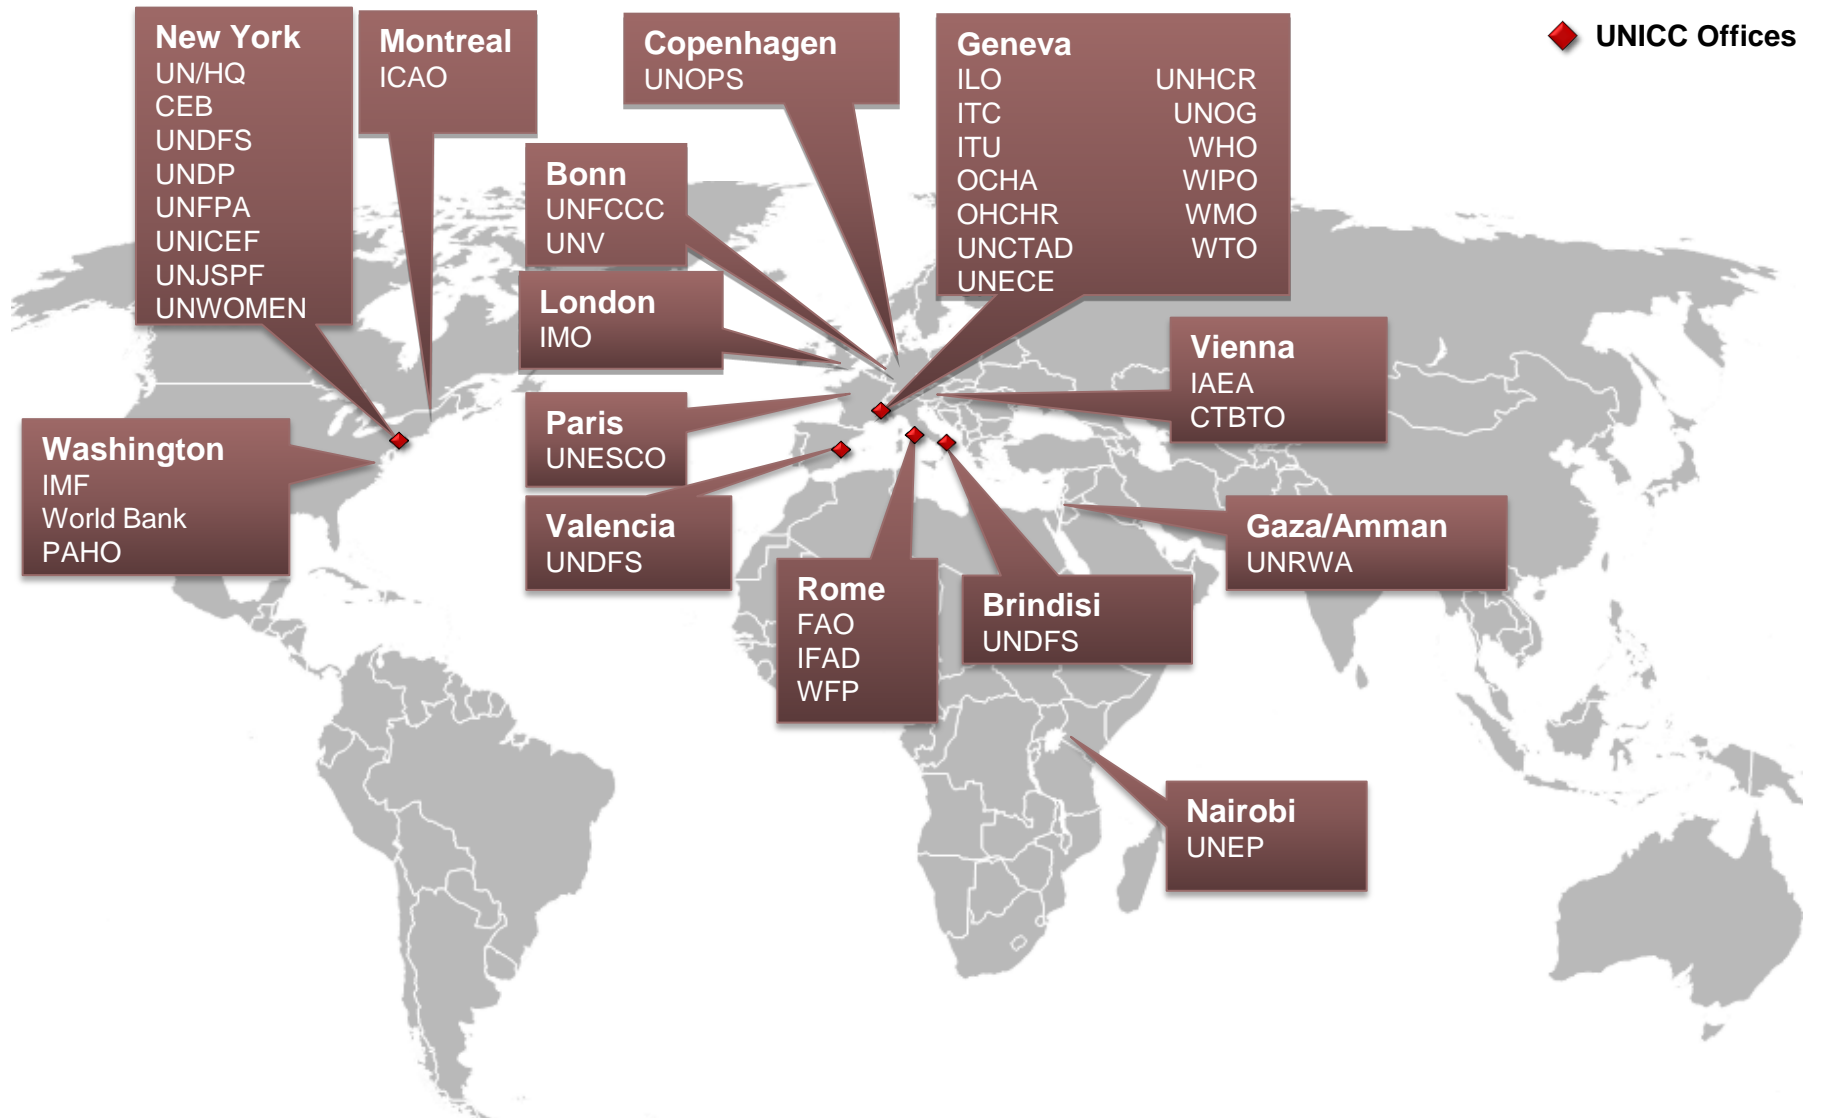 New York
UN/HQ
CEB
UNDFS
UNDP
UNFPA
UNICEF
UNJSPF
UNWOMEN
Montreal
ICAO
Copenhagen
UNOPS
Geneva
ILO UNHCR
ITC UNOG
ITU WHO
OCHA WIPO
OHCHR WMO
UNCTAD WTO
UNECE
UNICC Offices
Bonn
UNFCCC
UNV
London
IMO
Vienna
IAEA
CTBTO
Paris
UNESCO
Washington
IMF
World Bank
PAHO
Valencia
UNDFS
Gaza/Amman
UNRWA
Rome
FAO
IFAD
WFP
Brindisi
UNDFS
Nairobi
UNEP